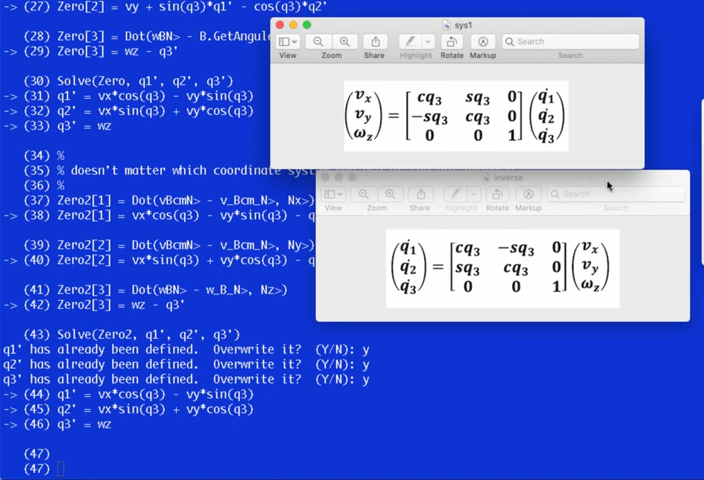 (27) Zero[2] = vy + sin(q3)*q1' - cos(q3)*q2'
(28) Zero[3] = Dot(wBN> - B.GetAngul
-> (29) Zero[3] = wz - q3'
(30) Solve(Zero, q1', q2', q3')
-> (31) q1' = vx*cos(q3) - vy*sin(q3)
-> (32) q2' = vx*sin(q3) + vy*cos(q3)
-> (33) q3' = wz
(34) %
(35) % doesn't matter which coordinate sys
(36) %
(37) Zero2[1] = Dot(vBcmN> - v_Bcm_N>, Nx>)
-> (38) Zero2[1] = vx*cos(q3) - vy*sin(q3) - q
(39) Zero2[2] = Dot(vBcmN> - v_Bcm_N>, Ny>)
-> (40) Zero2[2] = vx*sin(q3) + vy*cos(q3) - q
(41) Zero2[3] = Dot(wBN> - w_B_N>, Nz>)
-> (42) Zero2[3] = wz - q3'
(43) Solve(Zero2, q1', q2', q3')
q1' has already been defined. Overwrite it? (Y/N): y
q2' has already been defined. Overwrite it? (Y/N): y
q3' has already been defined. Overwrite it? (Y/N): y
-> (44) q1' = vx*cos(q3) - vy*sin(q3)
-> (45) q2' = vx*sin(q3) + vy*cos(q3)
-> (46) q3' = wz
(47)
(47)
sys1
View Zoom Share Highlight Rotate Markup Search
Search
vx cq3 sq3 0 q̇1
vy = -sq3 cq3 0 q̇2
ωz 0 0 1 q̇3
inverse
View Zoom Share Highlight Rotate Markup Search
Search
q̇1 cq3 -sq3 0 vx
q̇2 = sq3 cq3 0 vy
q̇3 0 0 1 ωz